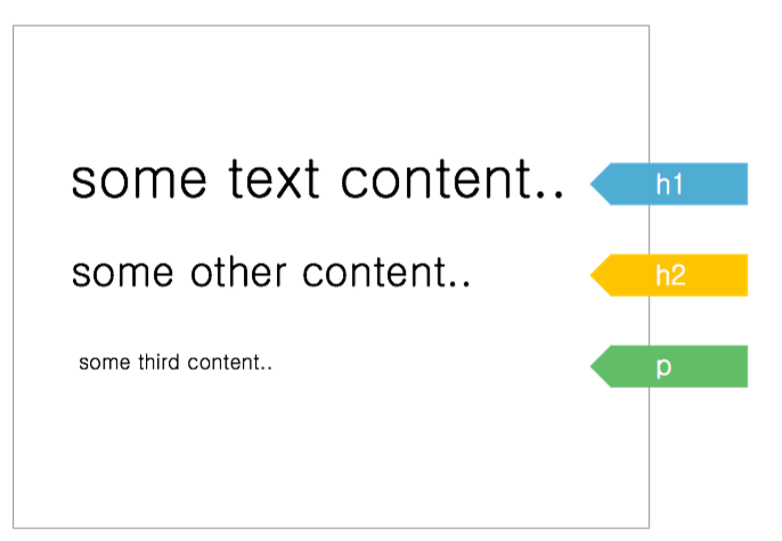 some text content.. h1
some other content.. h2
some third content.. p